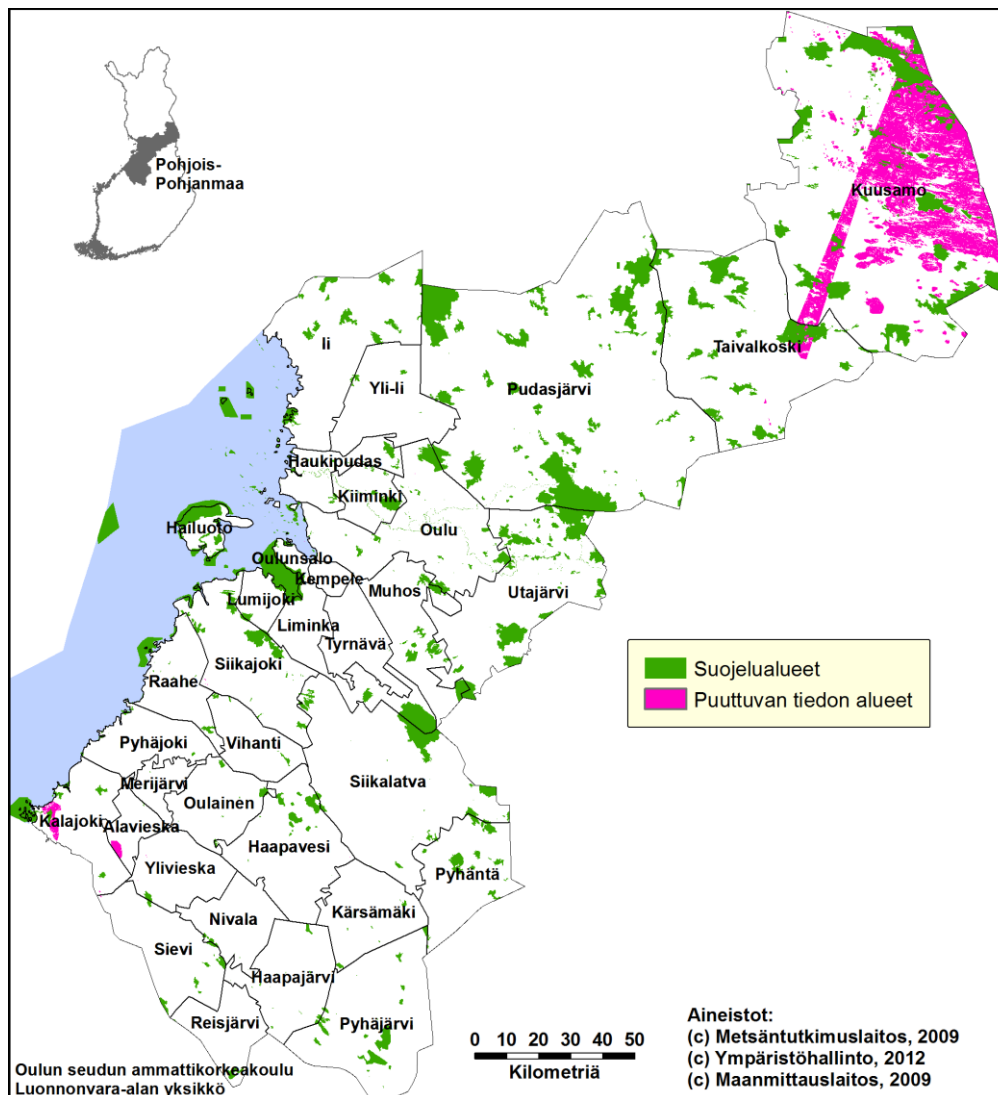 Pohjois-
Pohjanmaa
Kuusamo
Ii
Taivalkoski
Yli-Ii
Pudasjärvi
Haukipudas
Kiiminki
Hailuoto
Oulu
Oulunsalo
Kempele
Muhos
Utajärvi
Lumijoki
Liminka
Tyrnävä
Siikajoki
Raahe
Suojelualueet
Puuttuvan tiedon alueet
Pyhäjoki
Vihanti
Siikalatva
Merijärvi
Oulainen
Kalajoki
Alavieska
Haapavesi
Ylivieska
Pyhäntä
Kärsämäki
Nivala
Sievi
Haapajärvi
Reisjärvi
Pyhäjärvi
0 10 20 30 40 50
Kilometriä
Aineistot:
(c) Metsäntutkimuslaitos, 2009
(c) Ympäristöhallinto, 2012
(c) Maanmittauslaitos, 2009
Oulun seudun ammattikorkeakoulu
Luonnonvara-alan yksikkö